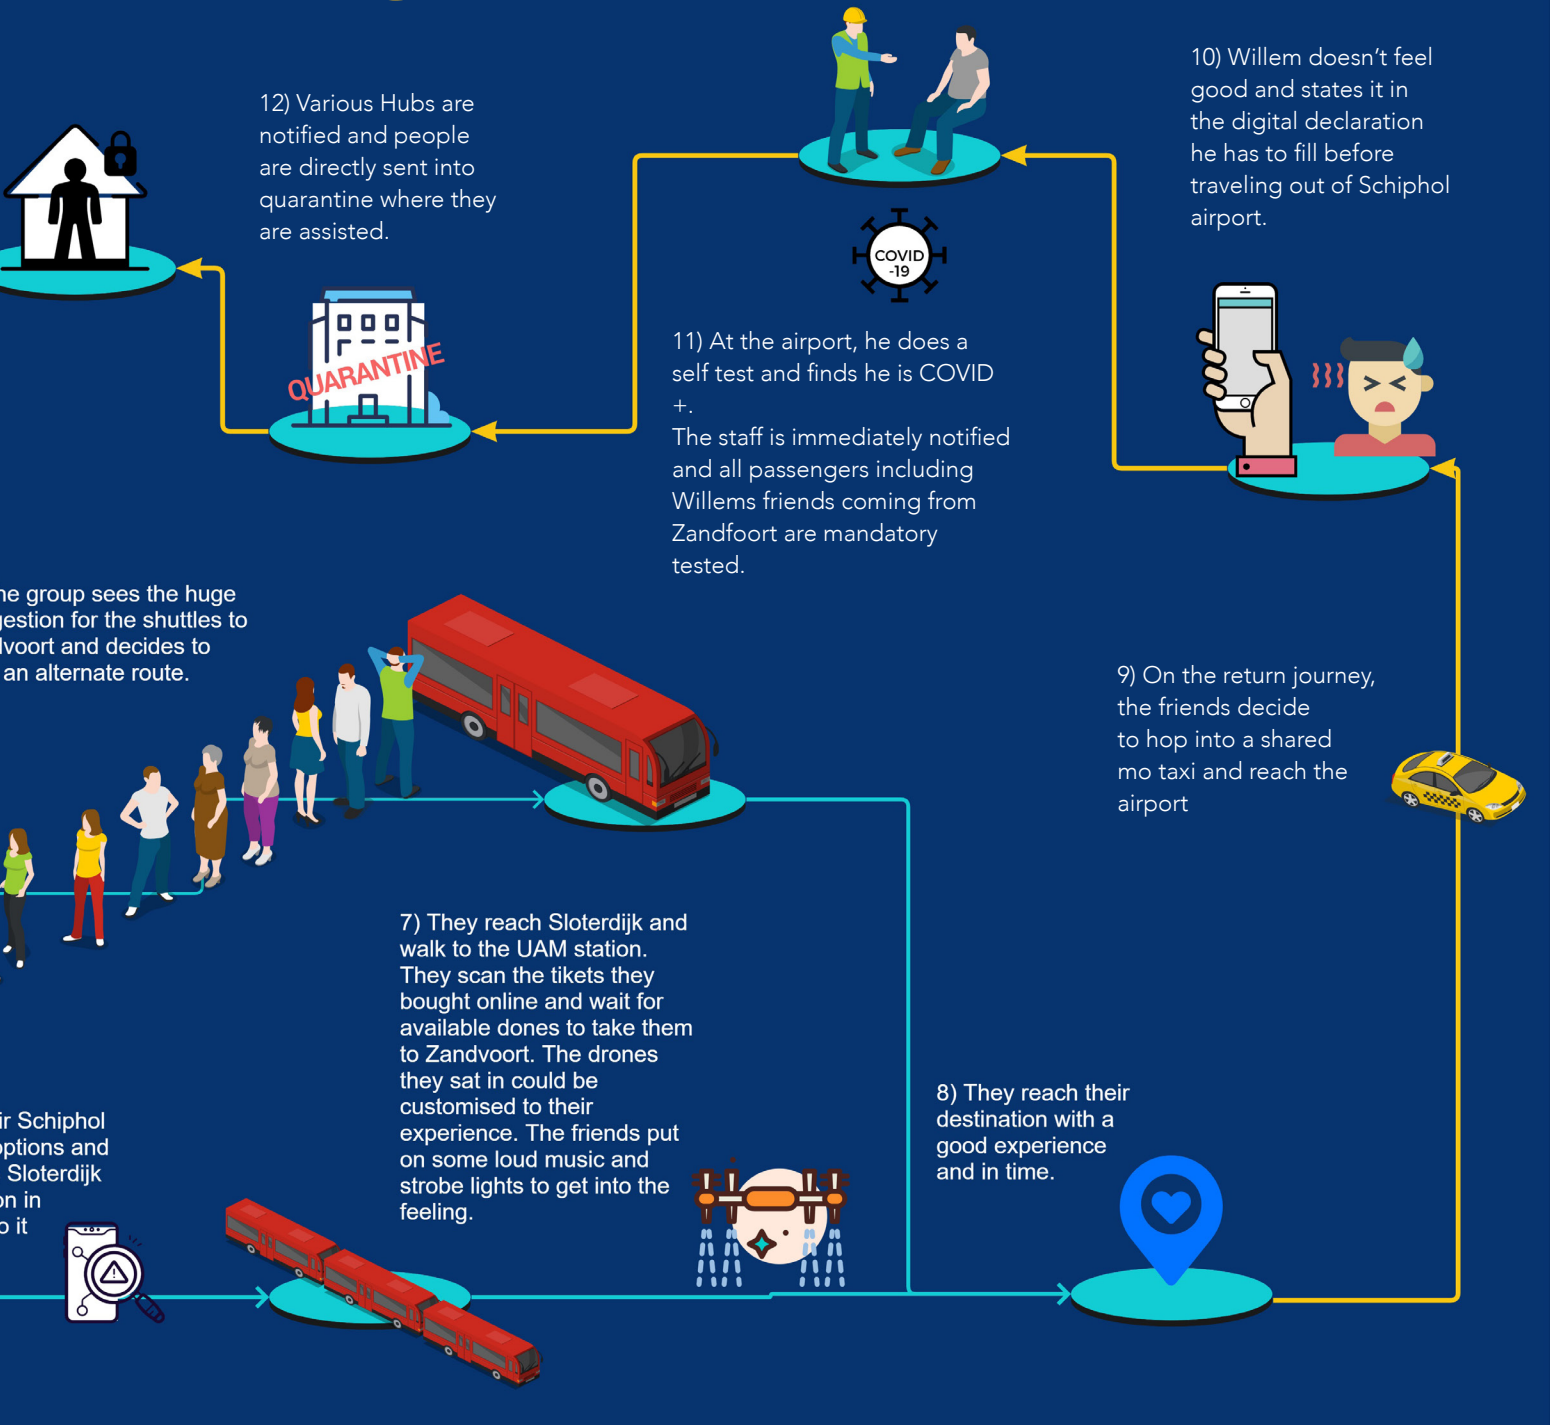 12) Various Hubs are
notified and people
are directly sent into
quarantine where they
are assisted.
QUARANTINE
COVID
-19
11) At the airport, he does a
self test and finds he is COVID
+.
The staff is immediately notified
and all passengers including
Willems friends coming from
Zandfoort are mandatory
tested.
10) Willem doesn't feel
good and states it in
the digital declaration
he has to fill before
traveling out of Schiphol
airport.
group sees the huge
for the shuttles to
and decides to
an alternate route.
9) On the return journey,
the friends decide
to hop into a shared
mo taxi and reach the
airport
7) They reach Sloterdijk and
walk to the UAM station.
They scan the tikets they
bought online and wait for
available dones to take them
to Zandvoort. The drones
they sat in could be
customised to their
experience. The friends put
on some loud music and
strobe lights to get into the
feeling.
8) They reach their
destination with a
good experience
and in time.
Schiphol
and
Sloterdijk
in
it